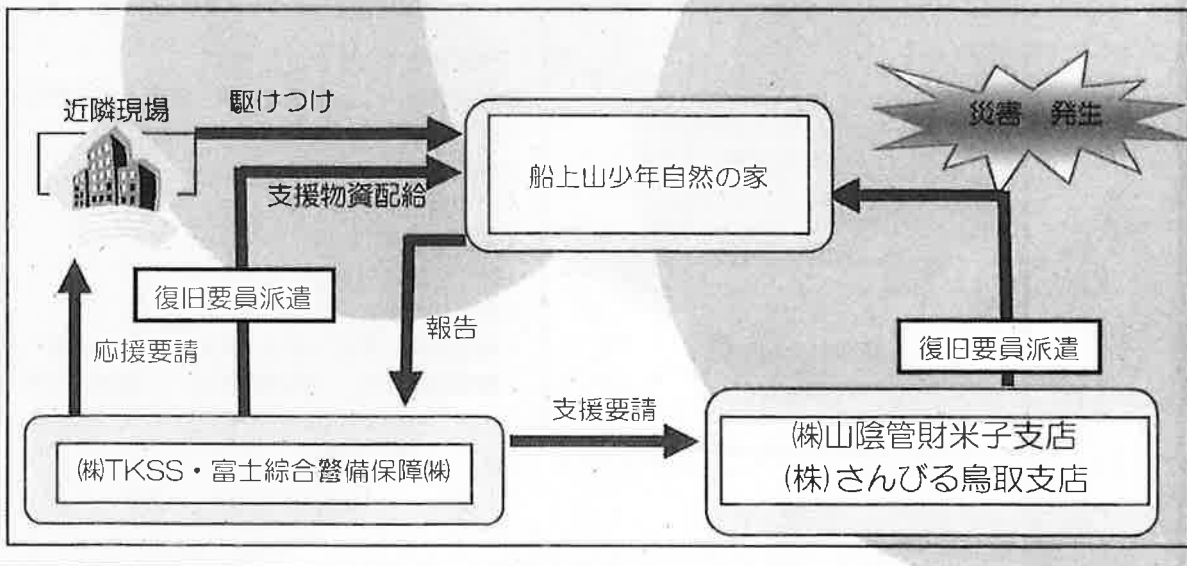 近隣現場
駆けつけ
災害 発生
船上山少年自然の家
支援物資配給
復旧要員派遣
応援要請
報告
復旧要員派遣
支援要請
㈱TKSS・富士綜合警備保障㈱
㈱山陰管財米子支店
(株)さんびる鳥取支店